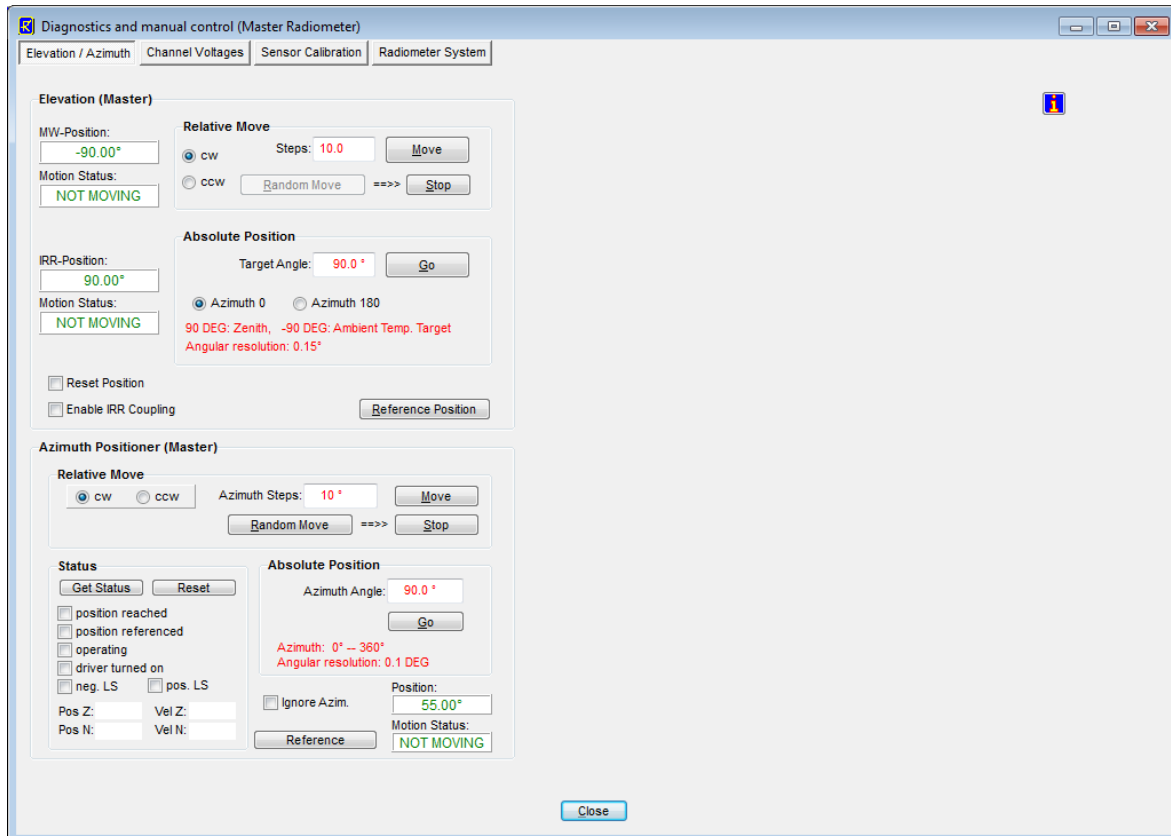 Diagnostics and manual control (Master Radiometer)
Elevation / Azimuth Channel Voltages Sensor Calibration Radiometer System
Elevation (Master)
MW-Position:
-90.00°
Motion Status:
NOT MOVING
Relative Move
cw Steps: 10.0 Move
ccw Random Move ==>> Stop
IRR-Position:
90.00°
Motion Status:
NOT MOVING
Absolute Position
Target Angle: 90.0 ° Go
Azimuth 0 Azimuth 180
90 DEG: Zenith, -90 DEG: Ambient Temp. Target
Angular resolution: 0.15°
Reset Position
Enable IRR Coupling Reference Position
Azimuth Positioner (Master)
Relative Move
cw ccw Azimuth Steps: 10 ° Move
Random Move ==>> Stop
Status
Get Status Reset
position reached
position referenced
operating
driver turned on
neg. LS pos. LS
Pos Z: Vel Z:
Pos N: Vel N:
Absolute Position
Azimuth Angle: 90.0 °
Go
Azimuth: 0° -- 360°
Angular resolution: 0.1 DEG
Ignore Azim.
Position:
55.00°
Reference
Motion Status:
NOT MOVING
Close